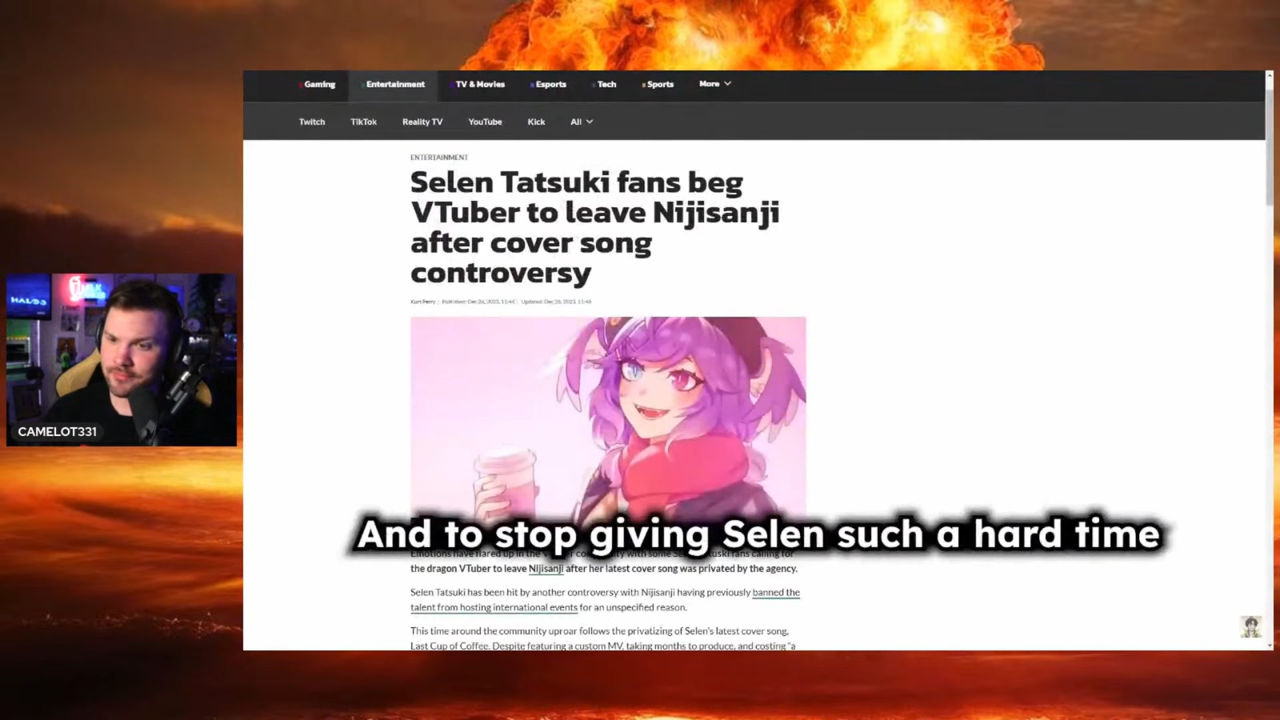 Gaming Entertainment TV & Movies Esports Tech Sports More
Twitch TikTok Reality TV YouTube Kick All
ENTERTAINMENT
Selen Tatsuki fans beg
VTuber to leave Nijisanji
after cover song
controversy
HALO 3
CAMELOT331
And to stop giving Selen such a hard time
the dragon VTuber to leave Nijisanji after her latest cover song was privated by the agency.
Selen Tatsuki has been hit by another controversy with Nijisanji having previously banned the
talent from hosting international events for an unspecified reason.
This time around the community uproar follows the privatizing of Selen's latest cover song,
Last Cup of Coffee. Despite featuring a custom MV, taking months to produce, and costing "a